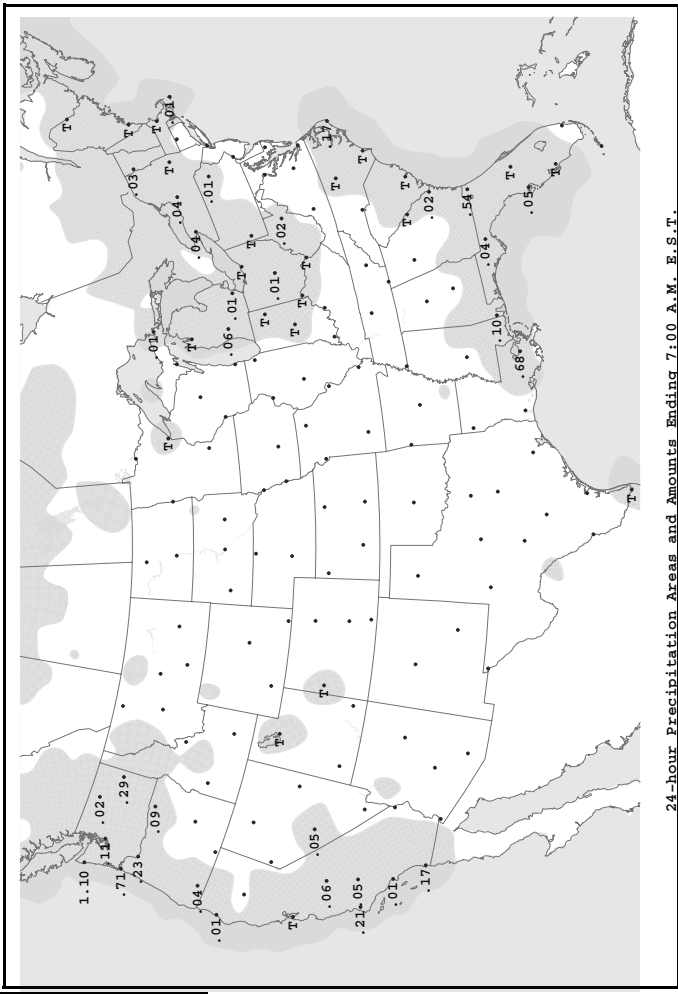 T
1.10
.02
.11
.71
.29
T
.03
.23
.01
.09
T
T
T
.01
.04
T
.04
.04
.01
.01
.06
.01
T
T
T
.01
T
.02
T
T
T
T
.05
T
.06
.17
T
.21
.05
T
.01
T
T
.17
.02
.54
.04
.10
T
.68
.05
T
T
24-hour Precipitation Areas and Amounts Ending 7:00 A.M. E.S.T.